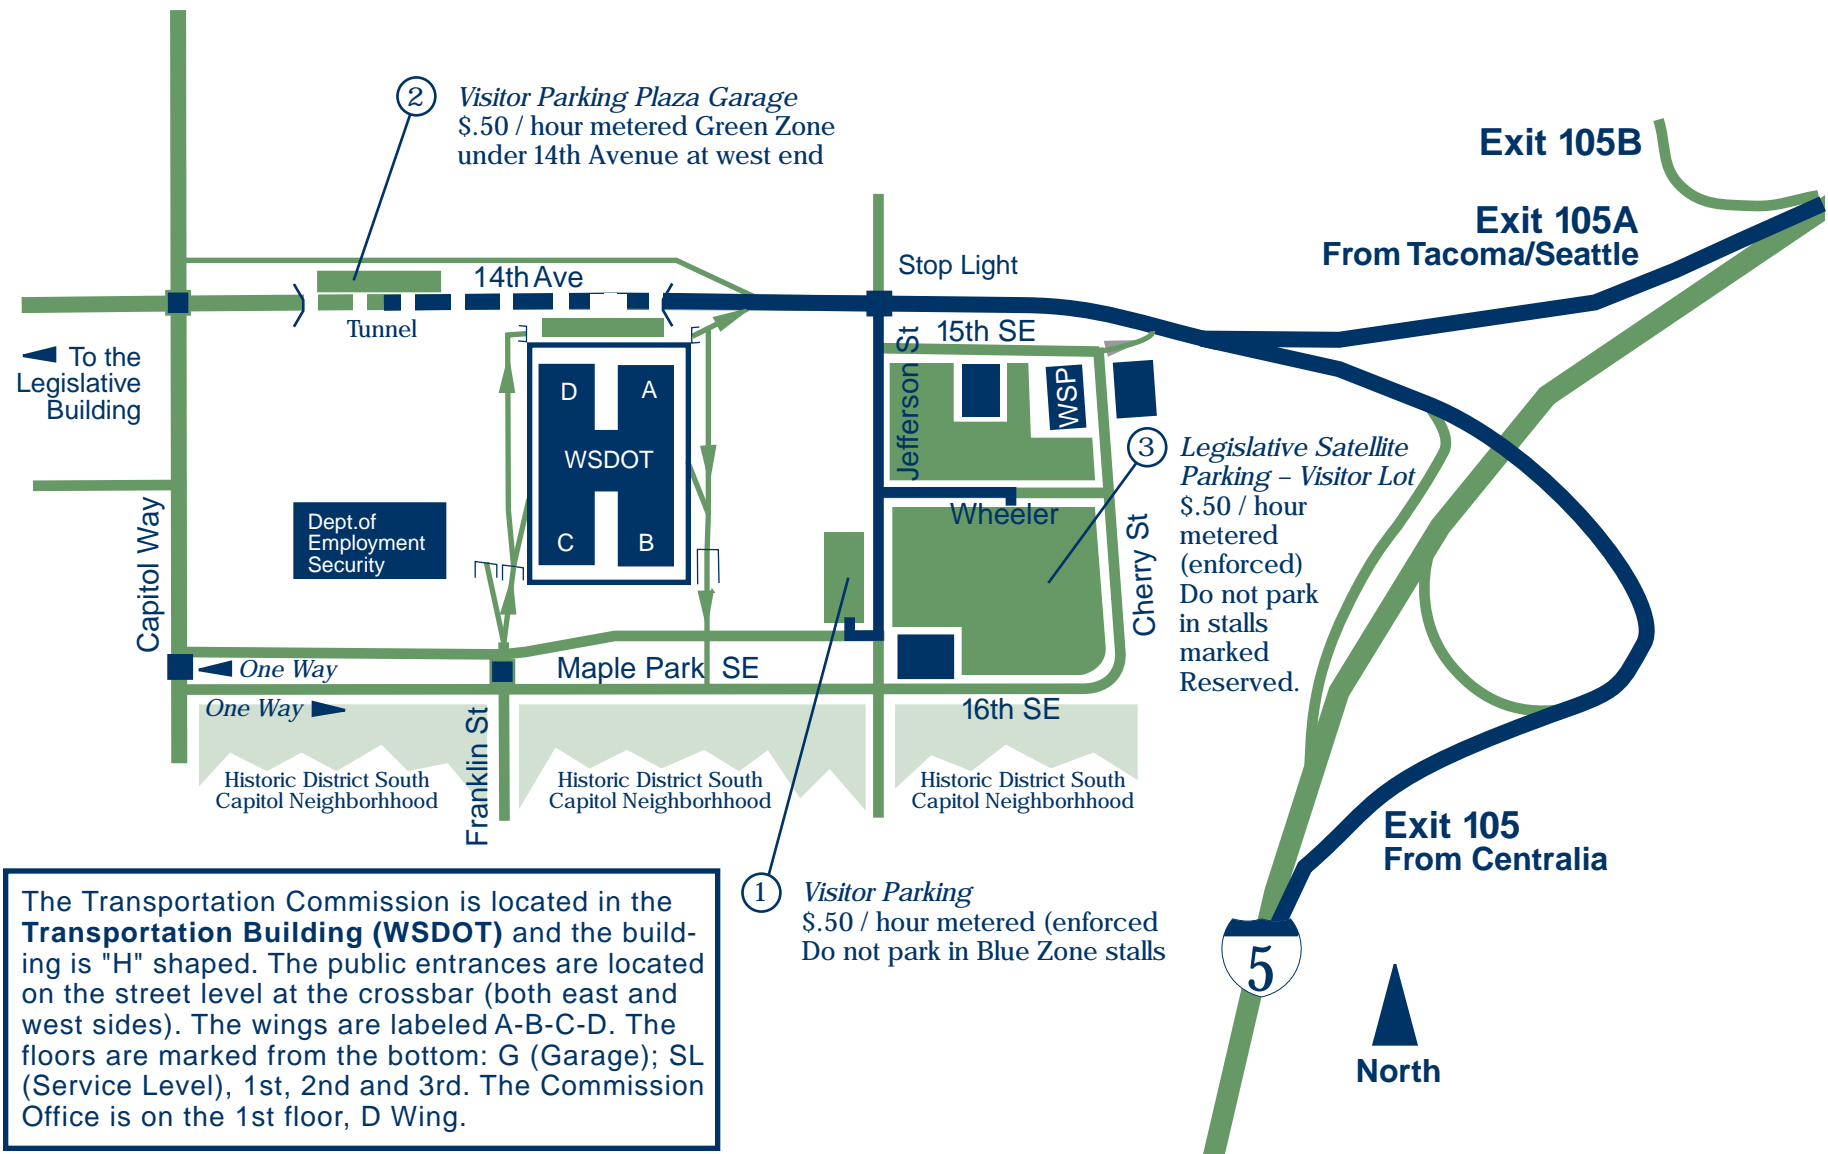 2
Visitor Parking Plaza Garage
$.50 / hour metered Green Zone
under 14th Avenue at west end
Exit 105B
Exit 105A
From Tacoma/Seattle
Stop Light
14th Ave
Tunnel
15th SE
To the
Legislative
Building
Jefferson St
WSP
D
A
WSDOT
C
B
3
Legislative Satellite
Parking – Visitor Lot
$.50 / hour
metered
(enforced)
Do not park
in stalls
marked
Reserved.
Wheeler
Cherry St
Capitol Way
Dept.of
Employment
Security
One Way
Maple Park SE
One Way
16th SE
Franklin St
Historic District South
Capitol Neighborhhood
Historic District South
Capitol Neighborhhood
Historic District South
Capitol Neighborhhood
Exit 105
From Centralia
1
Visitor Parking
$.50 / hour metered (enforced
Do not park in Blue Zone stalls
5
North
The Transportation Commission is located in the
Transportation Building (WSDOT) and the build-
ing is "H" shaped. The public entrances are located
on the street level at the crossbar (both east and
west sides). The wings are labeled A-B-C-D. The
floors are marked from the bottom: G (Garage); SL
(Service Level), 1st, 2nd and 3rd. The Commission
Office is on the 1st floor, D Wing.